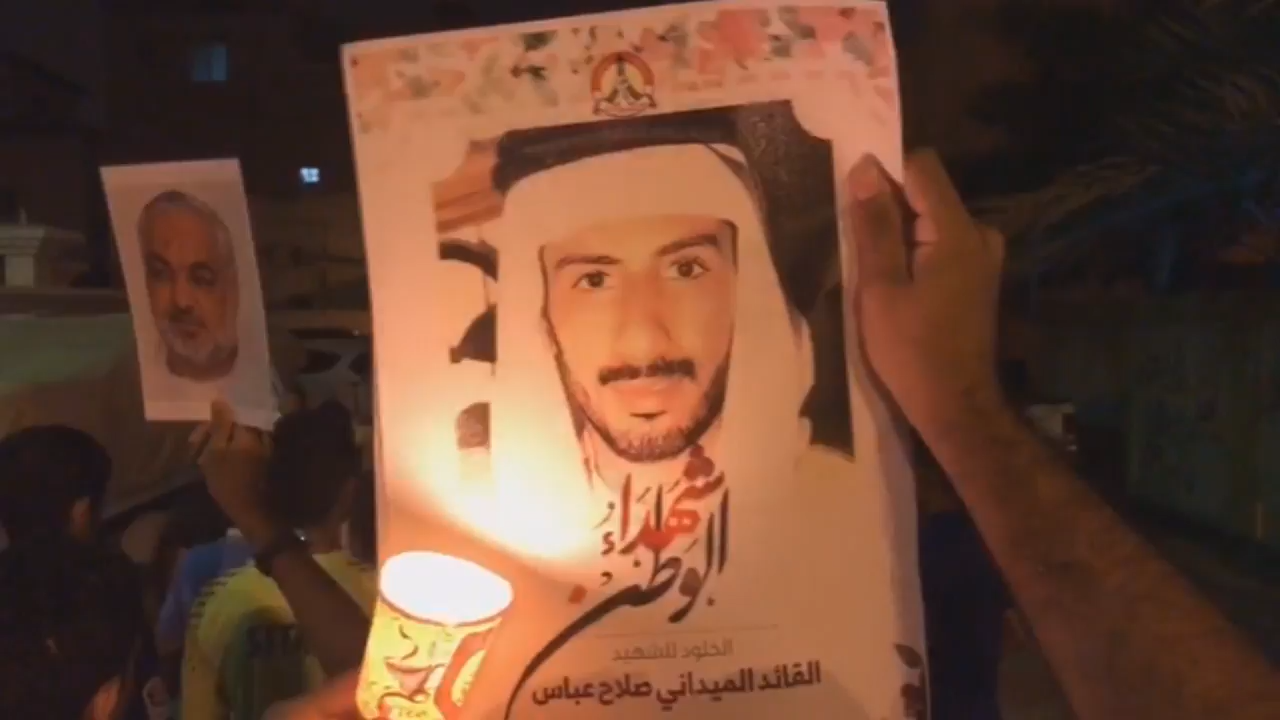 شهداء
الوطن
الخلود للشهيد
القائد الميداني صلاح عباس